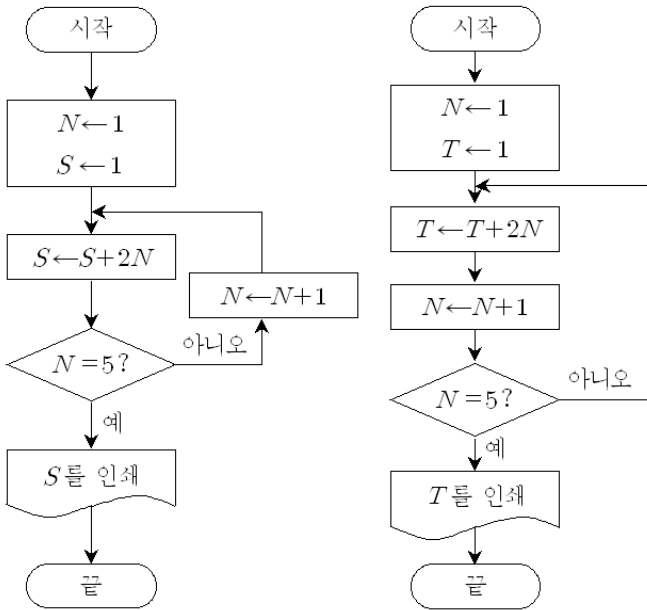 시작
N←1
S←1
S←S+2N
N←N+1
아니오
N=5?
예
S를 인쇄
끝
시작
N←1
T←1
T←T+2N
N←N+1
아니오
N=5?
예
T를 인쇄
끝